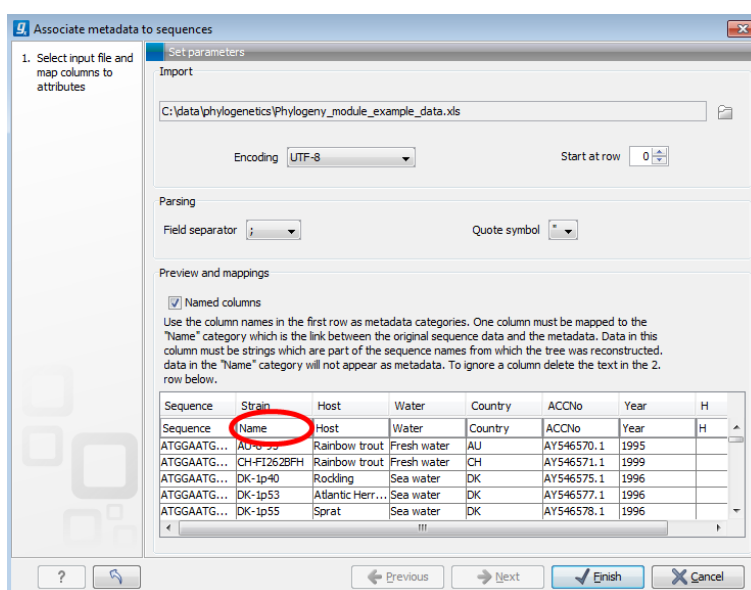 Associate metadata to sequences
1. Select input file and
map columns to
attributes
Set parameters
Import
C:\data\phylogenetics\Phylogeny_module_example_data.xls
Encoding UTF-8 Start at row 0
Parsing
Field separator ; Quote symbol "
Preview and mappings
Named columns
Use the column names in the first row as metadata categories. One column must be mapped to the
"Name" category which is the link between the original sequence data and the metadata. Data in this
column must be strings which are part of the sequence names from which the tree was reconstructed.
data in the "Name" category will not appear as metadata. To ignore a column delete the text in the 2.
row below.
Sequence Strain Host Water Country ACCNo Year H
Sequence Name Host Water Country ACCNo Year H
ATGGAATG... Rainbow trout Fresh water AU AY546570.1 1995
ATGGAATG... CH-FI262BFH Rainbow trout Fresh water CH AY546571.1 1999
ATGGAATG... DK-1p40 Rockling Sea water DK AY546575.1 1996
ATGGAATG... DK-1p53 Atlantic Herr... Sea water DK AY546577.1 1996
ATGGAATG... DK-1p55 Sprat Sea water DK AY546578.1 1996
? Previous Next Finish Cancel